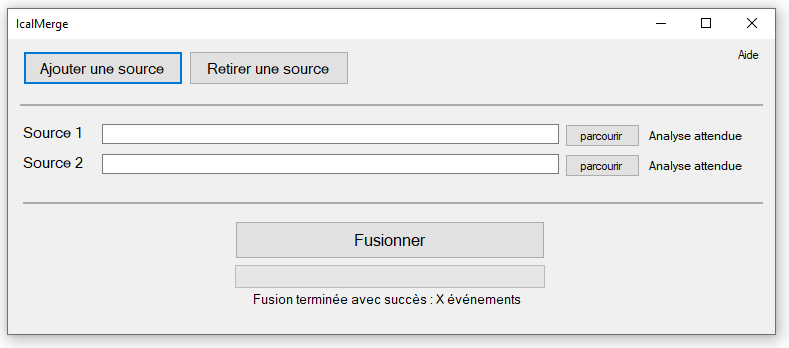 IcalMerge
Aide
Ajouter une source
Retirer une source
Source 1
parcourir
Analyse attendue
Source 2
parcourir
Analyse attendue
Fusionner
Fusion terminée avec succès : X événements